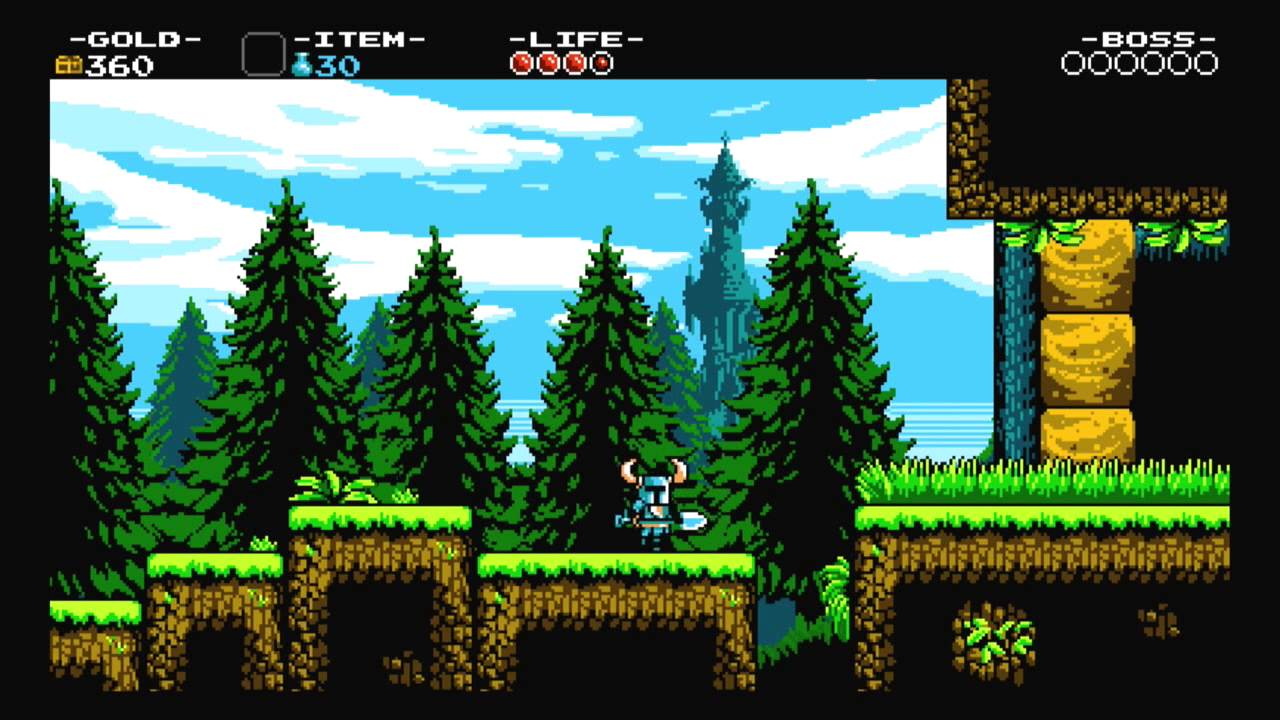 -GOLD- -ITEM- -LIFE- -BOSS-
360 30